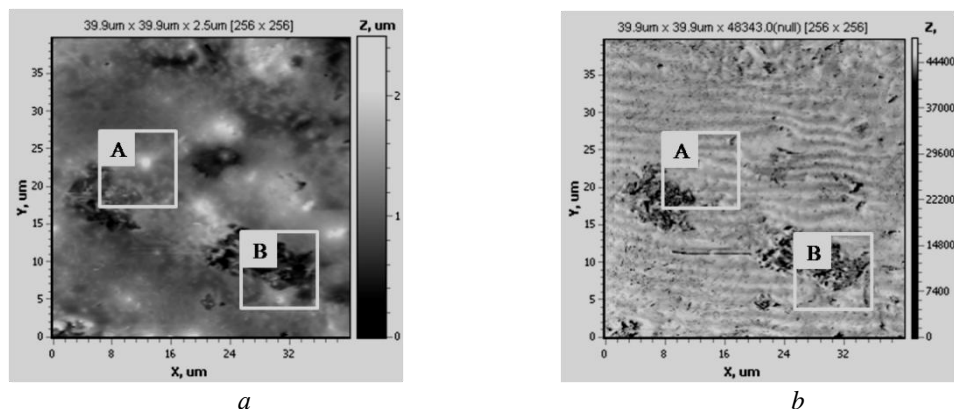 39.9um x 39.9um x 2.5um [256 x 256]
Z, um
35
30
25
20
15
10
5
0
Y, um
A
B
2
1
0
0
8
16
24
32
X, um
a
39.9um x 39.9um x 48343.0(null) [256 x 256]
Z,
35
30
25
20
15
10
5
0
Y, um
A
B
44400
37000
29600
22200
14800
7400
0
0
8
16
24
32
X, um
b